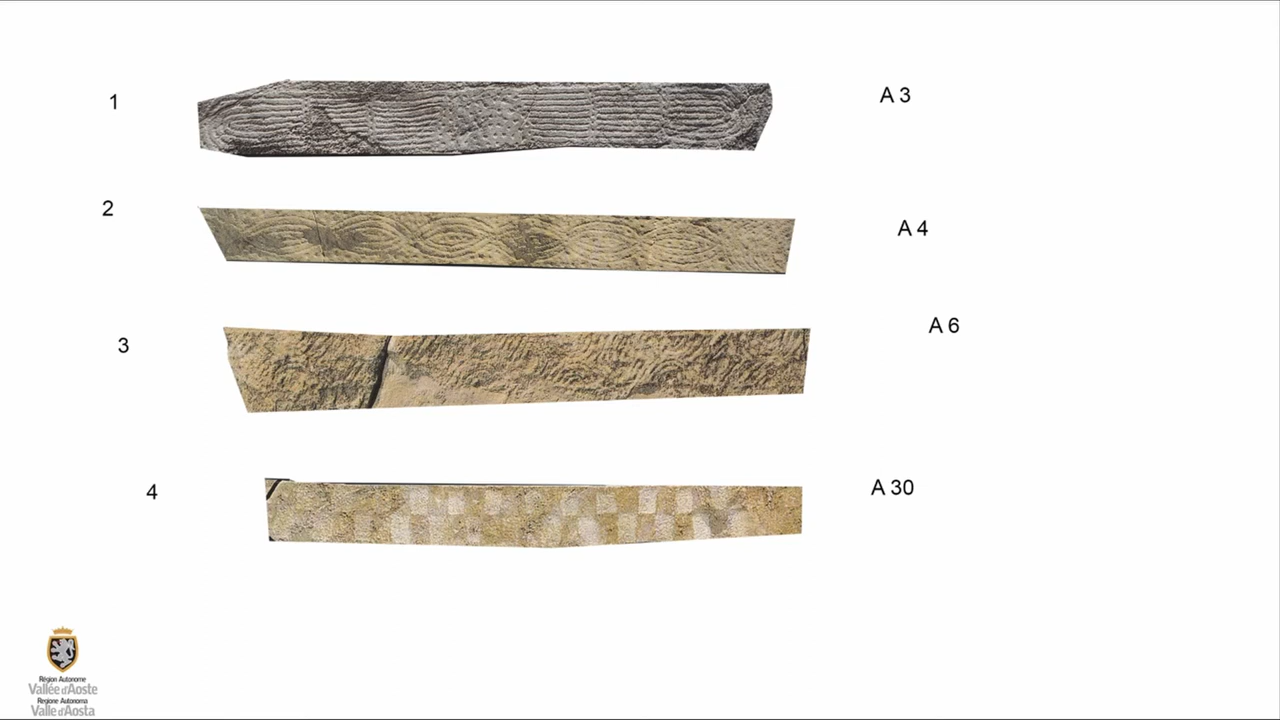 1
A 3
2
A 4
3
A 6
4
A 30
Région Autonome
Vallée d'Aoste
Regione Autonoma
Valle d'Aosta